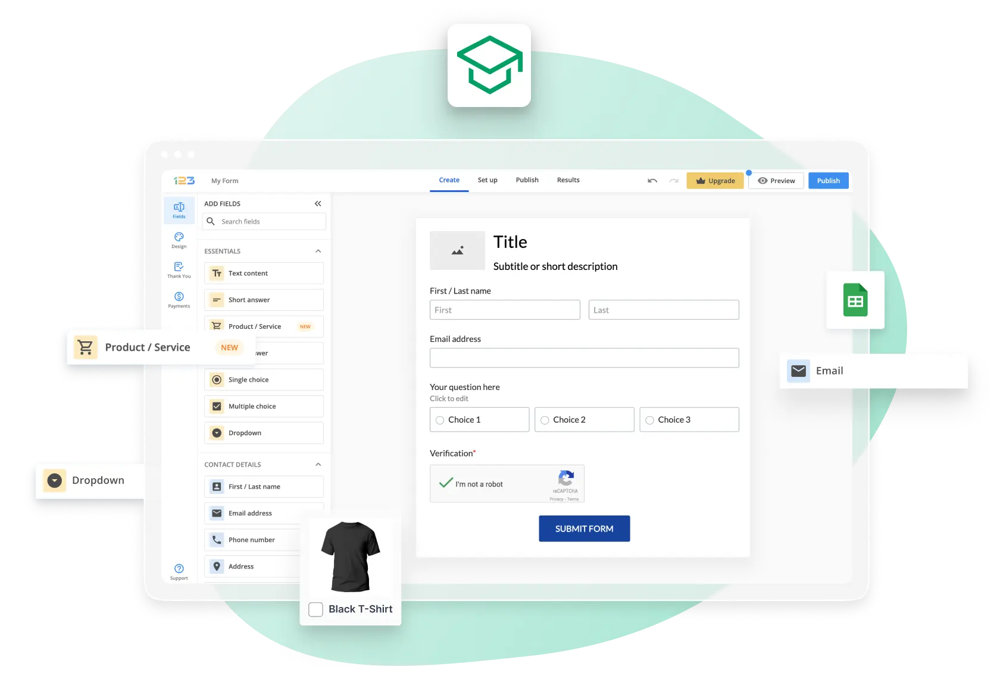 123
My Form
Create
Set up
Publish
Results
Upgrade
Preview
Publish
Fields
Design
Thank You
Payments
Support
ADD FIELDS
Search fields
ESSENTIALS
Text content
Short answer
Product / Service NEW
Product / Service NEW
Single choice
Multiple choice
Dropdown
CONTACT DETAILS
First / Last name
Email address
Phone number
Address
Dropdown
Black T-Shirt
Title
Subtitle or short description
First / Last name
First
Last
Email address
Your question here
Click to edit
Choice 1
Choice 2
Choice 3
Verification*
I'm not a robot
reCAPTCHA
Privacy - Terms
SUBMIT FORM
Email